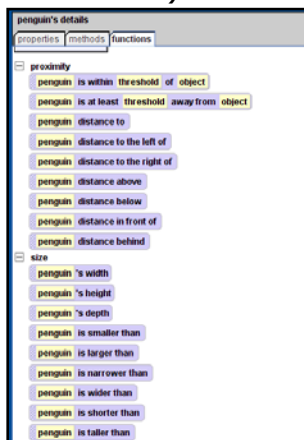 penguin's details
properties methods functions
proximity
penguin is within threshold of object
penguin is at least threshold away from object
penguin distance to
penguin distance to the left of
penguin distance to the right of
penguin distance above
penguin distance below
penguin distance in front of
penguin distance behind
size
penguin 's width
penguin 's height
penguin 's depth
penguin is smaller than
penguin is larger than
penguin is narrower than
penguin is wider than
penguin is shorter than
penguin is taller than